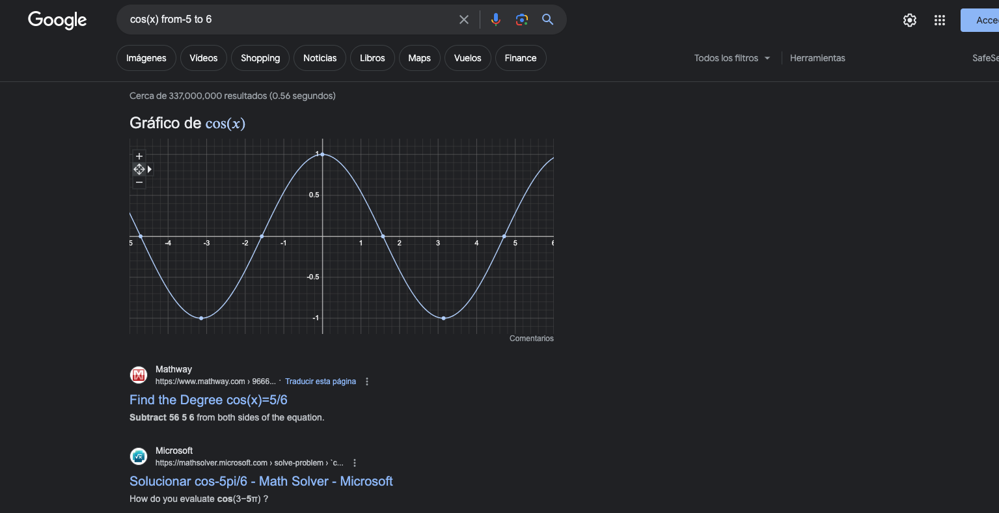 Google
cos(x) from-5 to 6
Imágenes Vídeos Shopping Noticias Libros Maps Vuelos Finance
Todos los filtros Herramientas
Cerca de 337,000,000 resultados (0.56 segundos)
Gráfico de cos(x)
1
0.5
5 -4 -3 -2 -1 1 2 3 4 5
-0.5
-1
Comentarios
Mathway
https://www.mathway.com › 9666... · Traducir esta página
Find the Degree cos(x)=5/6
Subtract 56 5 6 from both sides of the equation.
Microsoft
https://mathsolver.microsoft.com › solve-problem › `c...
Solucionar cos-5pi/6 - Math Solver - Microsoft
How do you evaluate cos(3−5π) ?